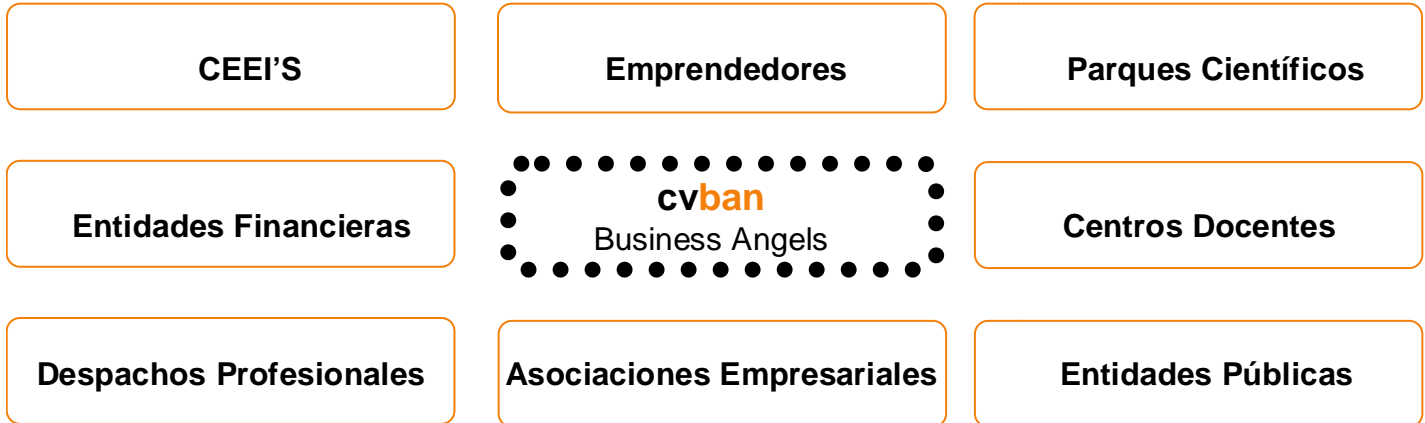 CEEI’S
Emprendedores
Parques Científicos
Entidades Financieras
cvban
Business Angels
Centros Docentes
Despachos Profesionales
Asociaciones Empresariales
Entidades Públicas